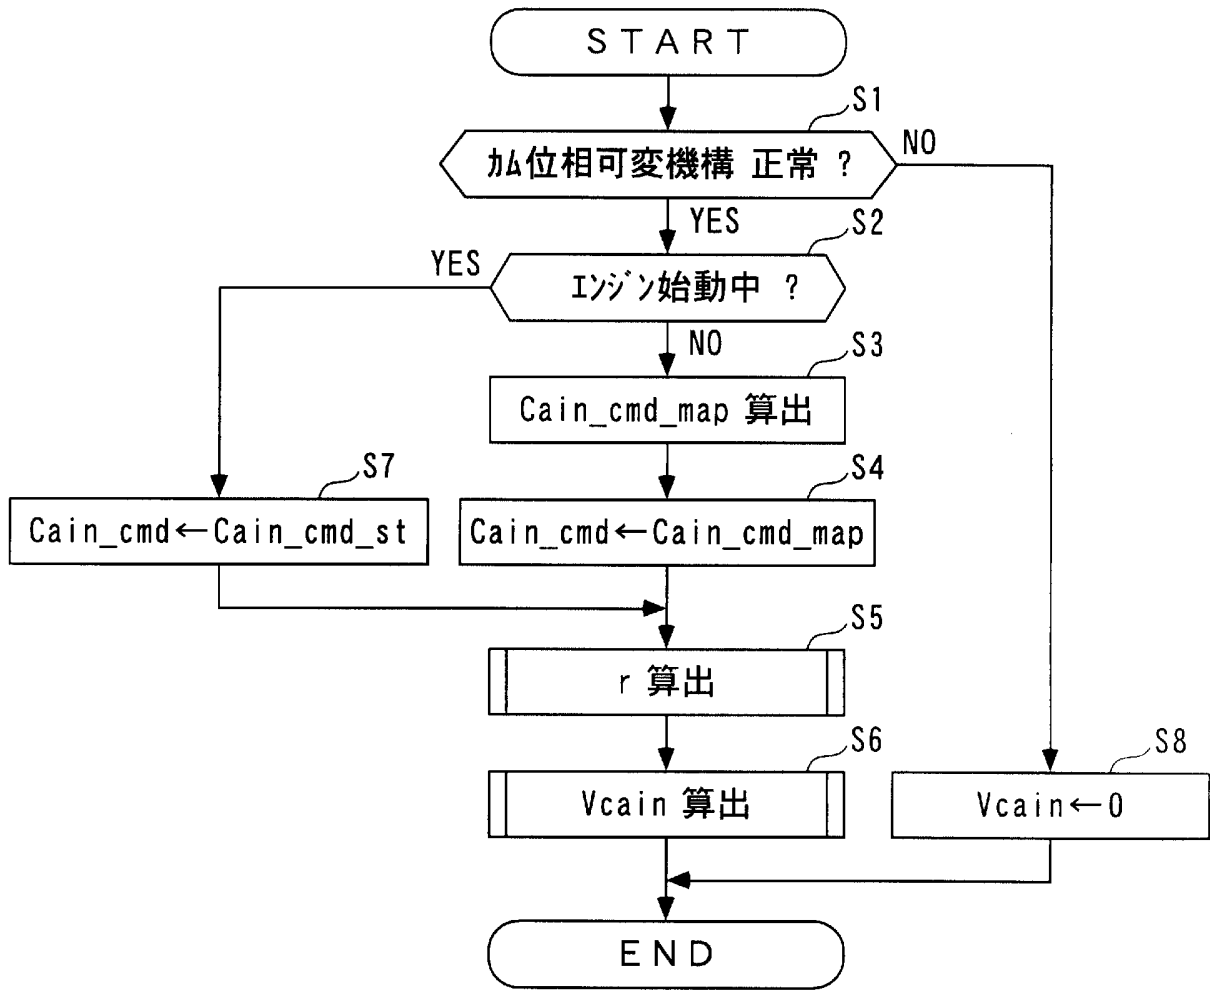 START
S1
ｶﾑ位相可変機構 正常 ?
NO
YES
S2
YES
ｴﾝｼﾞﾝ始動中 ?
NO
S3
Cain_cmd_map 算出
S7
S4
Cain_cmd←Cain_cmd_st
Cain_cmd←Cain_cmd_map
S5
r 算出
S6
S8
Vcain 算出
Vcain←0
END